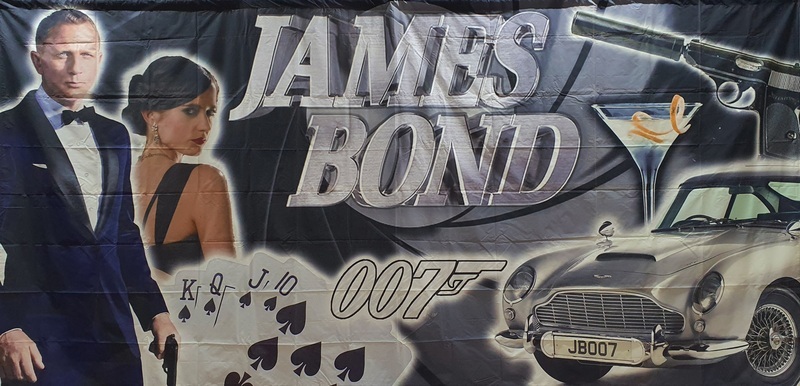 JAMES
BOND
K Q J 10
007
JB007